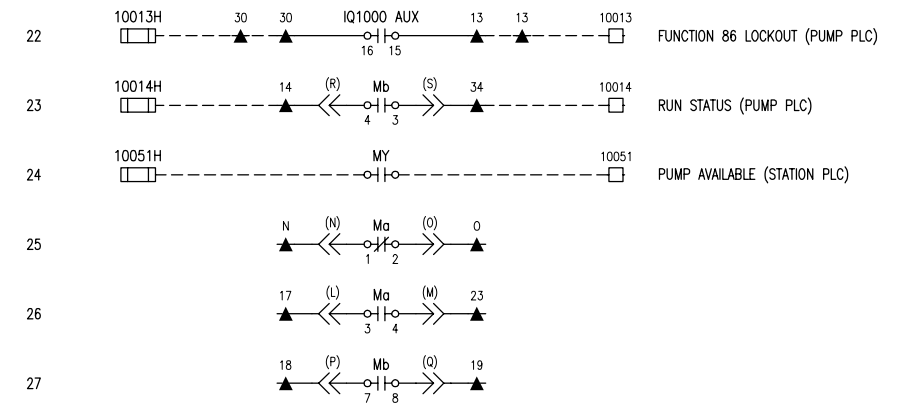 10013H 30 30 IQ1000 AUX 13 13 10013
22 FUNCTION 86 LOCKOUT (PUMP PLC)
16 15
10014H 14 (R) Mb (S) 34 10014
23 RUN STATUS (PUMP PLC)
4 3
10051H MY 10051
24 PUMP AVAILABLE (STATION PLC)
N (N) Ma (O) O
25
1 2
17 (L) Ma (M) 23
26
3 4
18 (P) Mb (Q) 19
27
7 8